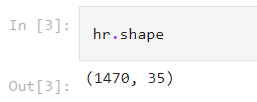 In [3]:
hr.shape
Out[3]:
(1470, 35)